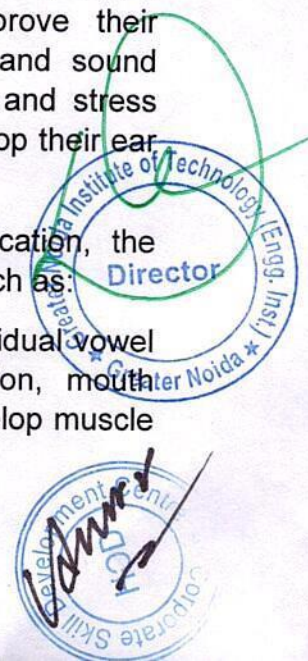 prove their
and sound
and stress
op their ear
cation, the
ch as:
idual vowel
on, mouth
elop muscle
Greater Noida Institute of Technology (Engg. Inst.)
Director
★ Greater Noida ★
Corporate Skill Development Centre